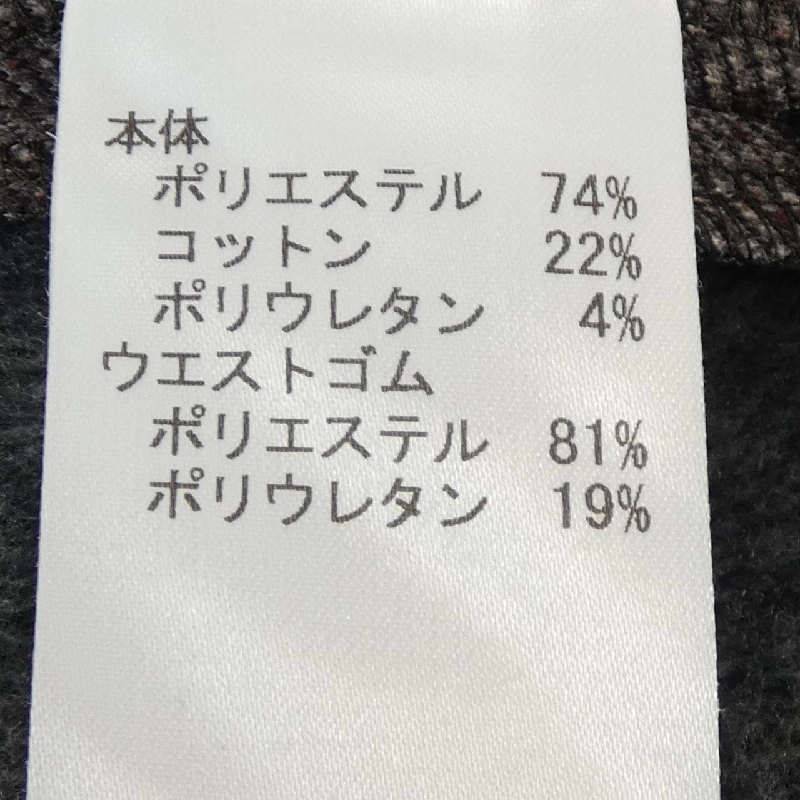 本体
ポリエステル 74%
コットン 22%
ポリウレタン 4%
ウエストゴム
ポリエステル 81%
ポリウレタン 19%